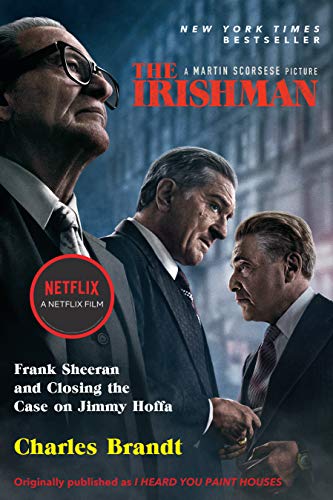 NEW YORK TIMES
BESTSELLER
THE
A MARTIN SCORSESE PICTURE
IRISHMAN
NETFLIX
A NETFLIX FILM
Frank Sheeran
and Closing the
Case on Jimmy Hoffa
Charles Brandt
Originally published as I HEARD YOU PAINT HOUSES